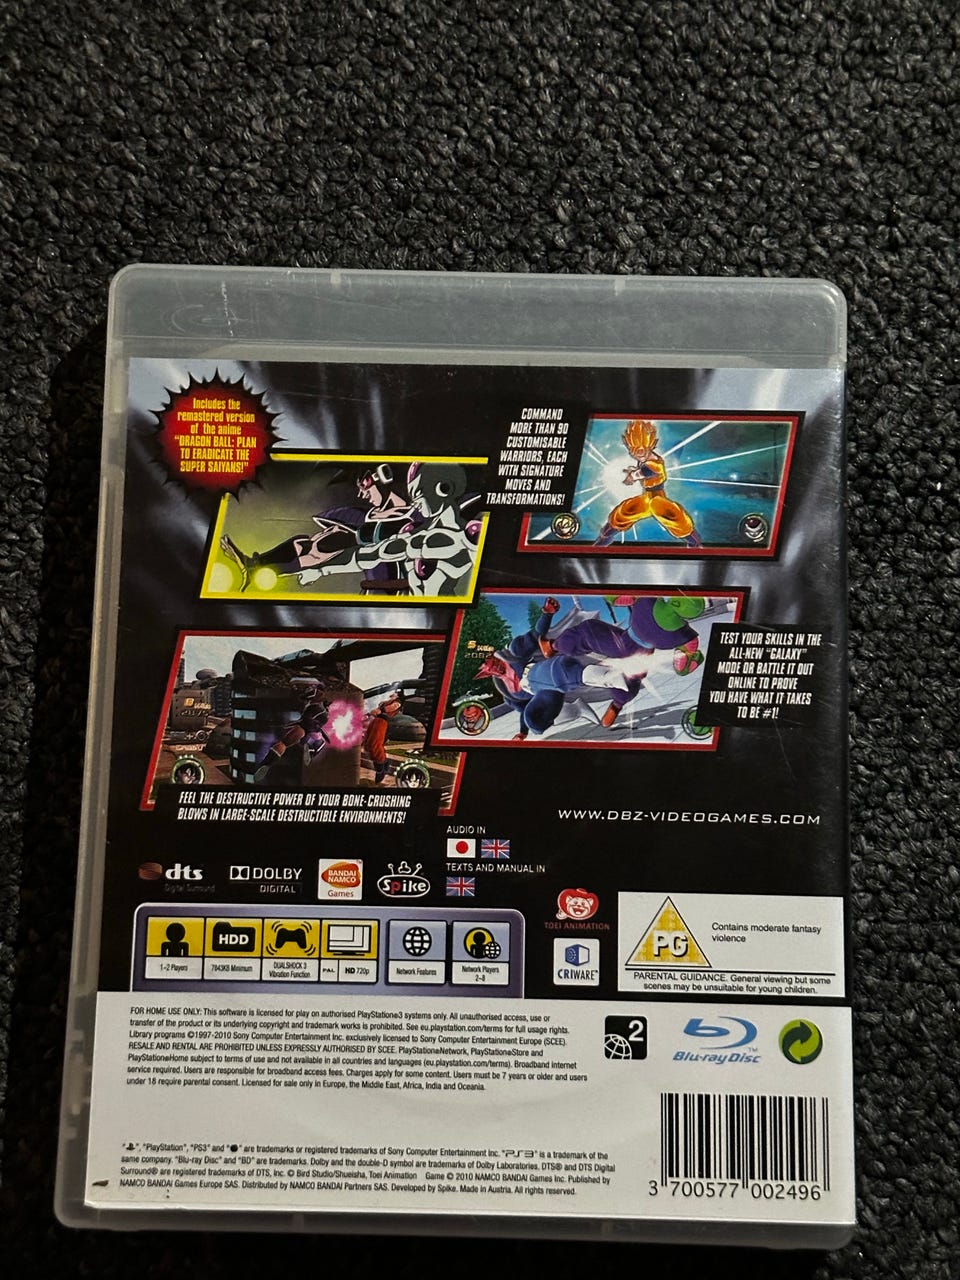 Includes the
remastered version
of the anime
"DRAGON BALL: PLAN
TO ERADICATE THE
SUPER SAIYANS!"
COMMAND
MORE THAN 90
CUSTOMISABLE
WARRIORS, EACH
WITH SIGNATURE
MOVES AND
TRANSFORMATIONS!
TEST YOUR SKILLS IN THE
ALL-NEW "GALAXY"
MODE OR BATTLE IT OUT
ONLINE TO PROVE
YOU HAVE WHAT IT TAKES
TO BE #1!
FEEL THE DESTRUCTIVE POWER OF YOUR BONE-CRUSHING
BLOWS IN LARGE-SCALE DESTRUCTIBLE ENVIRONMENTS!
WWW.DBZ-VIDEOGAMES.COM
AUDIO IN
TEXTS AND MANUAL IN
dts
Digital Surround
DOLBY
DIGITAL
BANDAI
NAMCO
Games
Spike
TOEI ANIMATION
CRIWARE™
PG
Contains moderate fantasy
violence
PARENTAL GUIDANCE. General viewing but some
scenes may be unsuitable for young children.
1-2 Players
HDD
7843KB Minimum
DUALSHOCK 3
Vibration Function
PAL
HD 720p
Network Features
Network Players
2-8
FOR HOME USE ONLY: This software is licensed for play on authorised PlayStation3 systems only. All unauthorised access, use or
transfer of the product or its underlying copyright and trademark works is prohibited. See eu.playstation.com/terms for full usage rights.
Library programs ©1997-2010 Sony Computer Entertainment Inc. exclusively licensed to Sony Computer Entertainment Europe (SCEE).
RESALE AND RENTAL ARE PROHIBITED UNLESS EXPRESSLY AUTHORISED BY SCEE. PlayStation®Network, PlayStation®Store and
PlayStation®Home subject to terms of use and not available in all countries and languages (eu.playstation.com/terms). Broadband internet
service required. Users are responsible for broadband access fees. Charges apply for some content. Users must be 7 years or older and users
under 18 require parental consent. Licensed for sale only in Europe, the Middle East, Africa, India and Oceania.
2
Blu-ray Disc™
", "PlayStation", "PS3" and " " are trademarks or registered trademarks of Sony Computer Entertainment Inc. "PS3" is a trademark of the
same company. "Blu-ray Disc" and "BD" are trademarks. Dolby and the double-D symbol are trademarks of Dolby Laboratories. DTS® and DTS Digital
Surround® are registered trademarks of DTS, Inc. © Bird Studio/Shueisha, Toei Animation Game © 2010 NAMCO BANDAI Games Inc. Published by
NAMCO BANDAI Games Europe SAS. Distributed by NAMCO BANDAI Partners SAS. Developed by Spike. Made in Austria. All rights reserved.
3 700577 002496